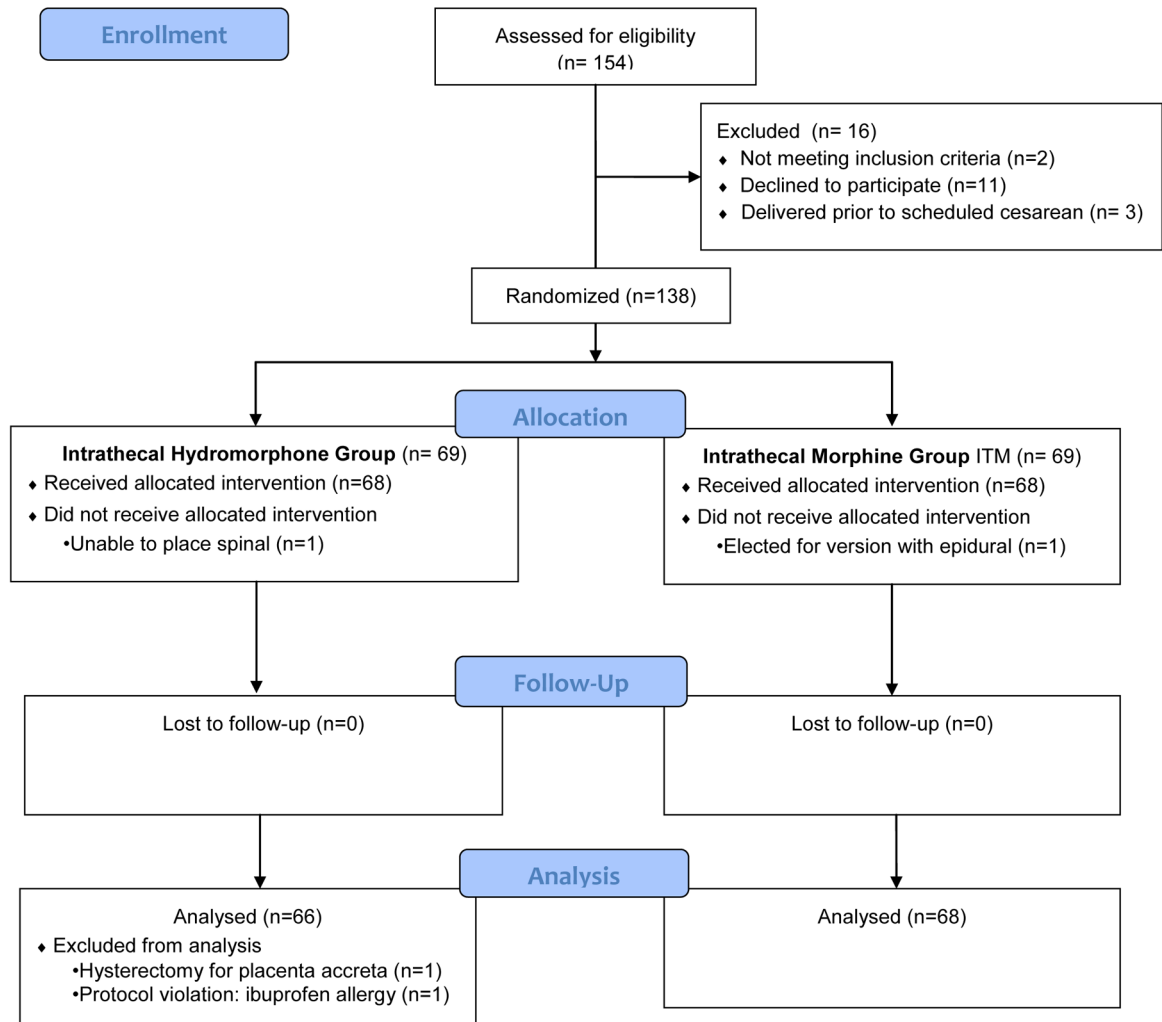 Enrollment
Assessed for eligibility
(n= 154)
Excluded (n= 16)
♦ Not meeting inclusion criteria (n=2)
♦ Declined to participate (n=11)
♦ Delivered prior to scheduled cesarean (n= 3)
Randomized (n=138)
Allocation
Intrathecal Hydromorphone Group (n= 69)
♦ Received allocated intervention (n=68)
♦ Did not receive allocated intervention
•Unable to place spinal (n=1)
Intrathecal Morphine Group ITM (n= 69)
♦ Received allocated intervention (n=68)
♦ Did not receive allocated intervention
•Elected for version with epidural (n=1)
Follow-Up
Lost to follow-up (n=0)
Lost to follow-up (n=0)
Analysis
Analysed (n=66)
♦ Excluded from analysis
•Hysterectomy for placenta accreta (n=1)
•Protocol violation: ibuprofen allergy (n=1)
Analysed (n=68)